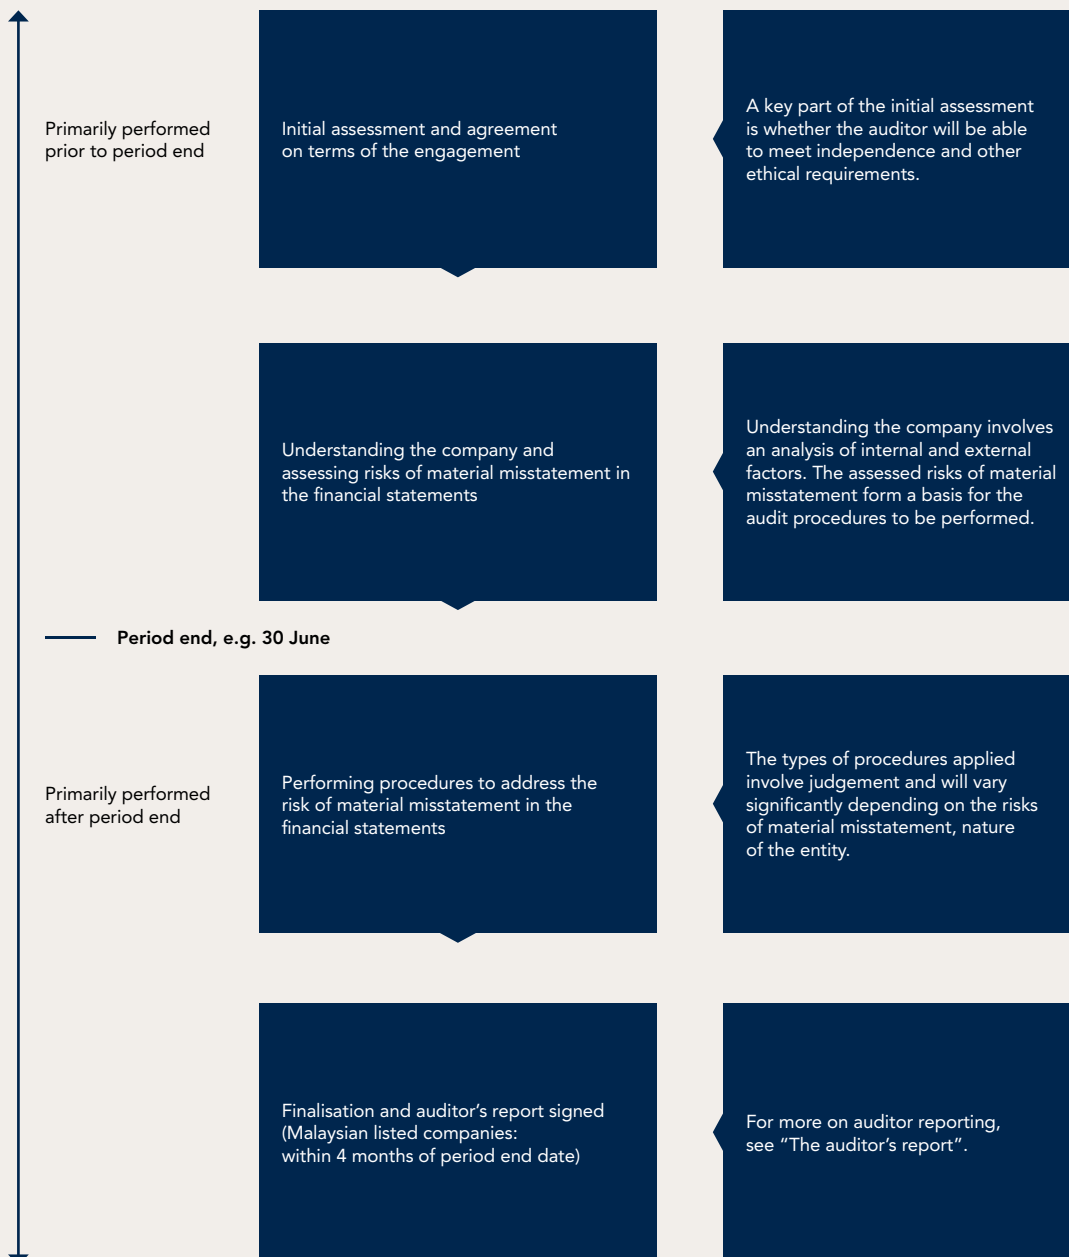 Primarily performed
prior to period end
Initial assessment and agreement
on terms of the engagement
A key part of the initial assessment
is whether the auditor will be able
to meet independence and other
ethical requirements.
Understanding the company and
assessing risks of material misstatement in
the financial statements
Understanding the company involves
an analysis of internal and external
factors. The assessed risks of material
misstatement form a basis for the
audit procedures to be performed.
Period end, e.g. 30 June
Primarily performed
after period end
Performing procedures to address the
risk of material misstatement in the
financial statements
The types of procedures applied
involve judgement and will vary
significantly depending on the risks
of material misstatement, nature
of the entity.
Finalisation and auditor’s report signed
(Malaysian listed companies:
within 4 months of period end date)
For more on auditor reporting,
see “The auditor’s report”.